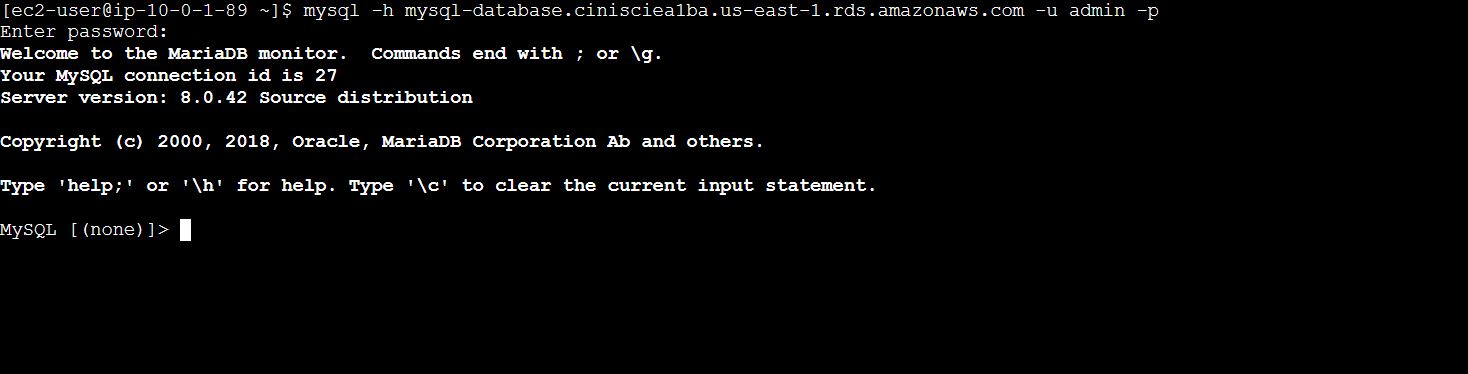 [ec2-user@ip-10-0-1-89 ~]$ mysql -h mysql-database.cinisciea1ba.us-east-1.rds.amazonaws.com -u admin -p
Enter password:
Welcome to the MariaDB monitor.  Commands end with ; or \g.
Your MySQL connection id is 27
Server version: 8.0.42 Source distribution
Copyright (c) 2000, 2018, Oracle, MariaDB Corporation Ab and others.
Type 'help;' or '\h' for help. Type '\c' to clear the current input statement.
MySQL [(none)]>